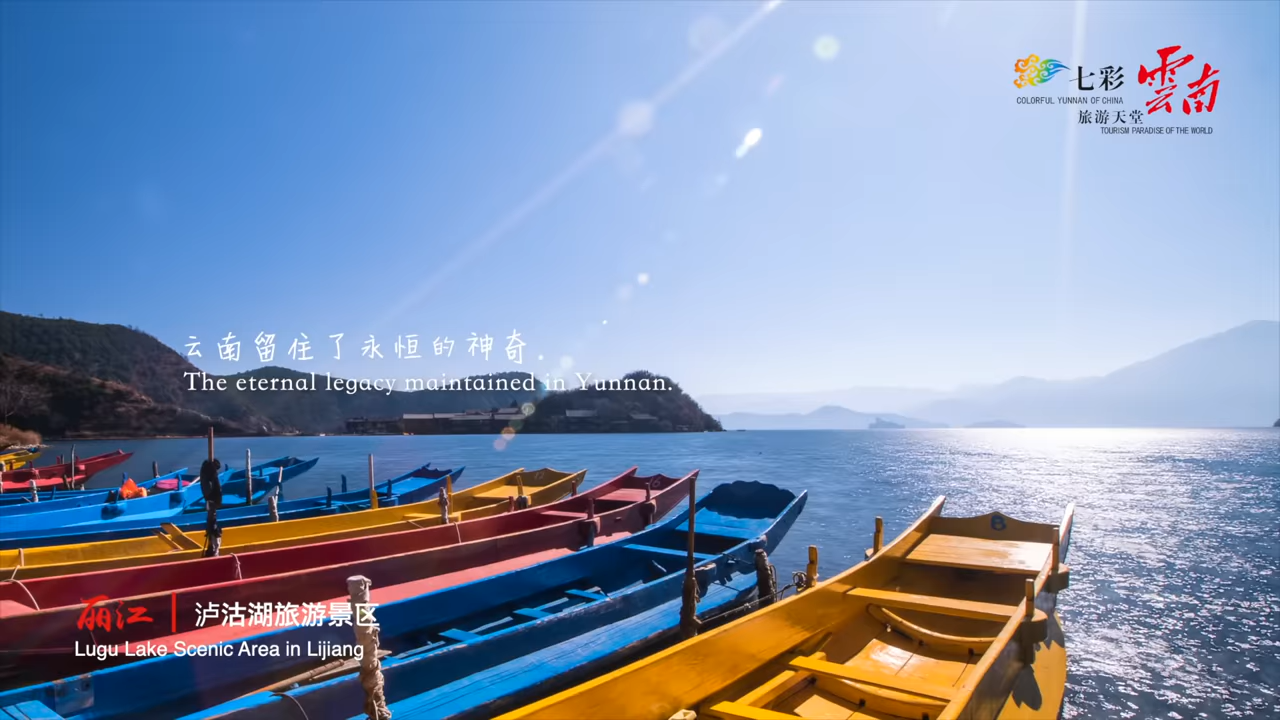 七彩雲南
COLORFUL YUNNAN OF CHINA
旅游天堂
TOURISM PARADISE OF THE WORLD
云南留住了永恒的神奇.
The eternal legacy maintained in Yunnan.
丽江 | 泸沽湖旅游景区
Lugu Lake Scenic Area in Lijiang